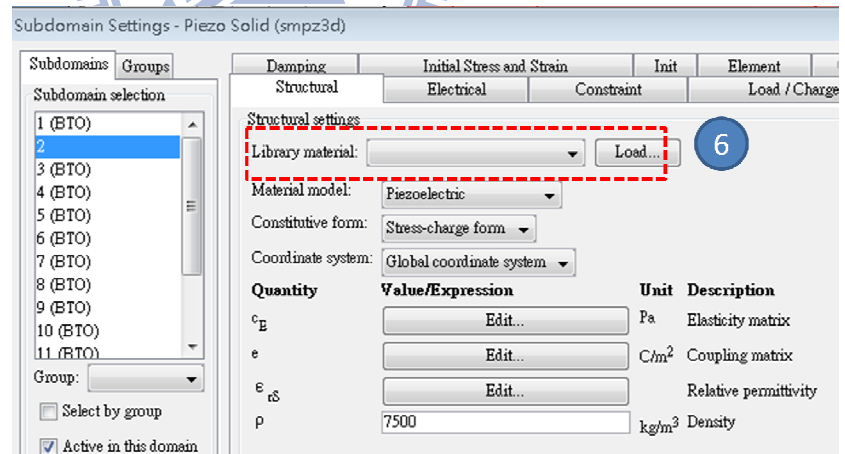 Subdomain Settings - Piezo Solid (smpz3d)
Subdomains Groups
Subdomain selection
1 (BTO)
2
3 (BTO)
4 (BTO)
5 (BTO)
6 (BTO)
7 (BTO)
8 (BTO)
9 (BTO)
10 (BTO)
11 (BTO)
Group:
Select by group
Active in this domain
Damping Initial Stress and Strain Init Element
Structural Electrical Constraint Load / Charge
Structural settings
Library material: Load... 6
Material model: Piezoelectric
Constitutive form: Stress-charge form
Coordinate system: Global coordinate system
Quantity Value/Expression Unit Description
cE Edit... Pa Elasticity matrix
e Edit... C/m² Coupling matrix
εrS Edit... Relative permittivity
ρ 7500 kg/m³ Density